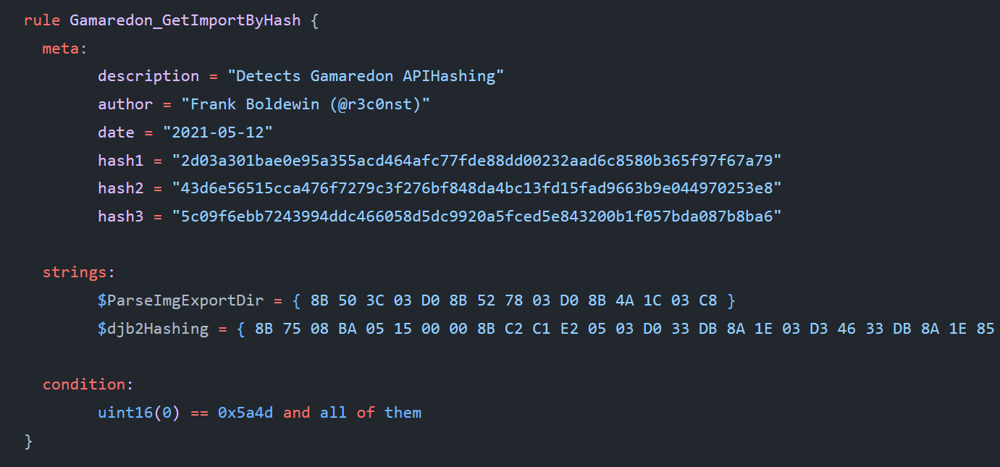 rule Gamaredon_GetImportByHash {
meta:
description = "Detects Gamaredon APIHashing"
author = "Frank Boldewin (@r3c0nst)"
date = "2021-05-12"
hash1 = "2d03a301bae0e95a355acd464afc77fde88dd00232aad6c8580b365f97f67a79"
hash2 = "43d6e56515cca476f7279c3f276bf848da4bc13fd15fad9663b9e044970253e8"
hash3 = "5c09f6ebb7243994ddc466058d5dc9920a5fced5e843200b1f057bda087b8ba6"
strings:
$ParseImgExportDir = { 8B 50 3C 03 D0 8B 52 78 03 D0 8B 4A 1C 03 C8 }
$djb2Hashing = { 8B 75 08 BA 05 15 00 00 8B C2 C1 E2 05 03 D0 33 DB 8A 1E 03 D3 46 33 DB 8A 1E 85
condition:
uint16(0) == 0x5a4d and all of them
}